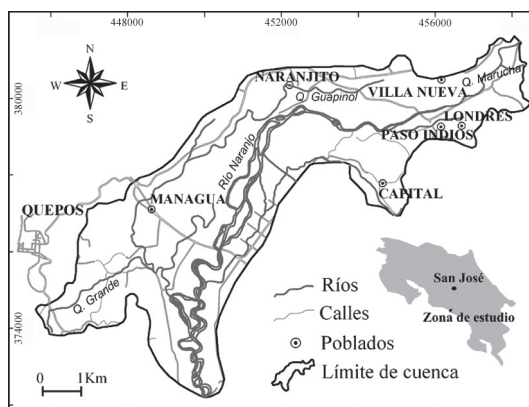 448000 452000 456000
N
W E
S
NARANJITO
Q. Marucha
VILLA NUEVA
Q. Guapinol
380000
LONDRES
PASO INDIOS
Río Naranjo
CAPITAL
QUEPOS
MANAGUA
San José
Zona de estudio
Q. Grande
374000
Ríos
Calles
Poblados
Límite de cuenca
0 1Km